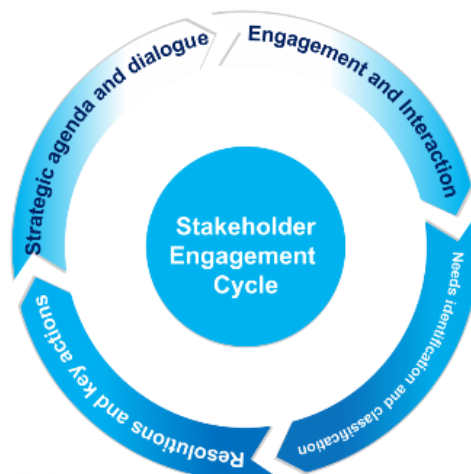 Strategic agenda and dialogue
Engagement and Interaction
Needs identification and classification
Resolutions and key actions
Stakeholder
Engagement
Cycle